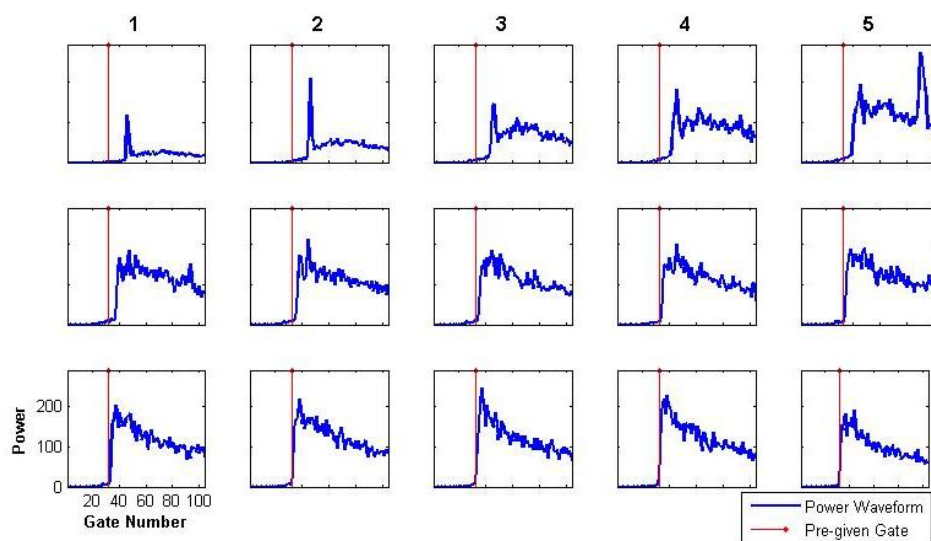 1 2 3 4 5
200
100
0
Power
20 40 60 80 100
Gate Number
Power Waveform
Pre-given Gate